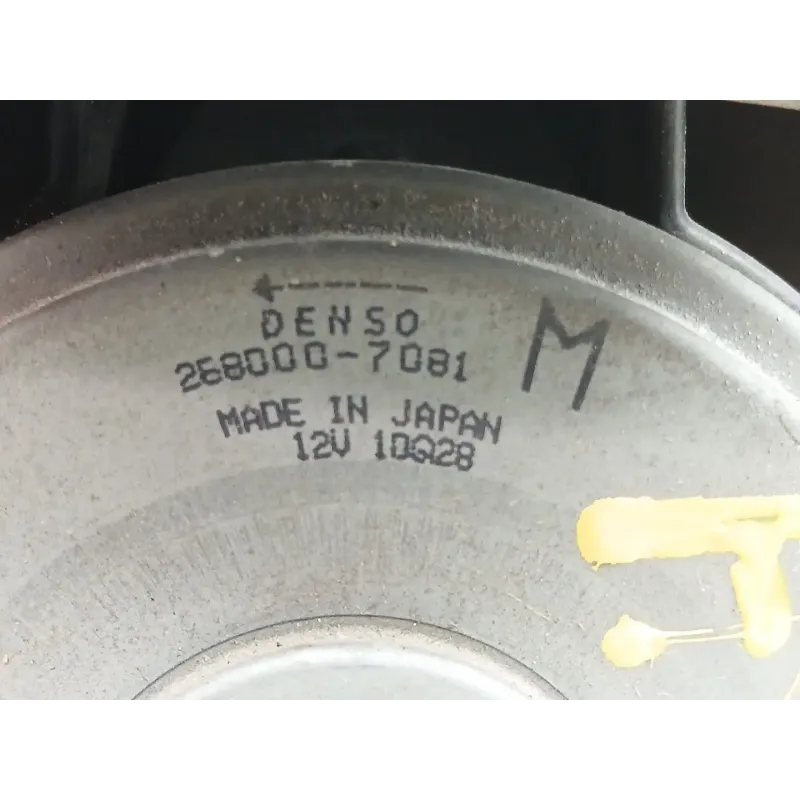 DENSO
268000-7081
M
MADE IN JAPAN
12V 10Q28